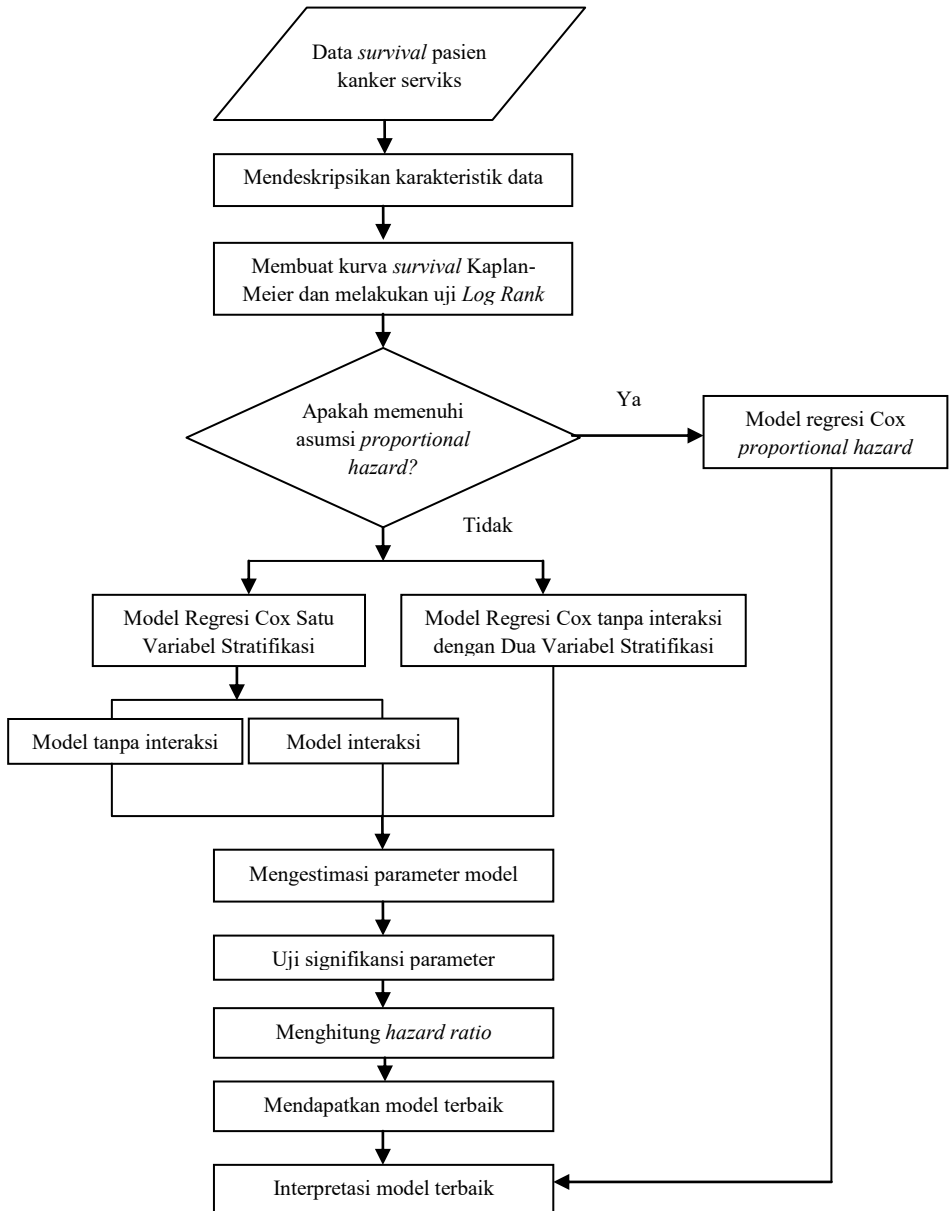 Data survival pasien
kanker serviks
Mendeskripsikan karakteristik data
Membuat kurva survival Kaplan-
Meier dan melakukan uji Log Rank
Apakah memenuhi
asumsi proportional
hazard?
Ya
Model regresi Cox
proportional hazard
Tidak
Model Regresi Cox Satu
Variabel Stratifikasi
Model Regresi Cox tanpa interaksi
dengan Dua Variabel Stratifikasi
Model tanpa interaksi
Model interaksi
Mengestimasi parameter model
Uji signifikansi parameter
Menghitung hazard ratio
Mendapatkan model terbaik
Interpretasi model terbaik